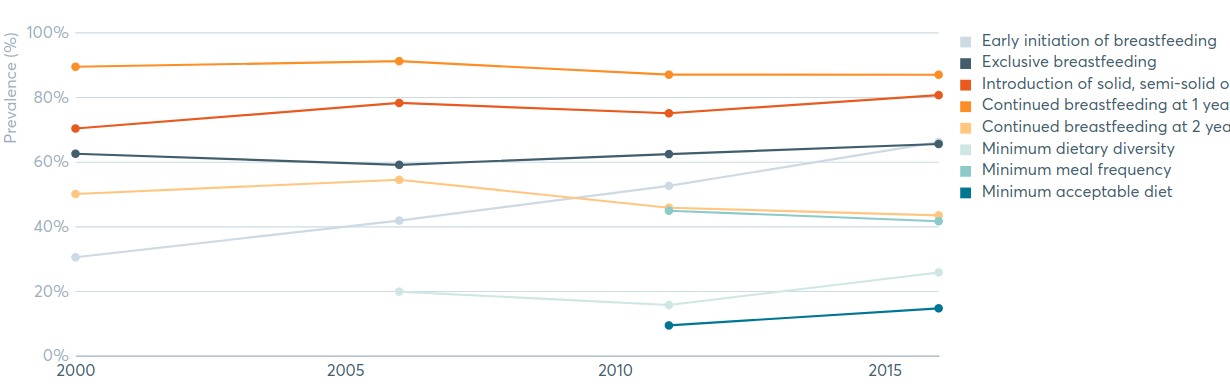 Prevalence (%)
100%
80%
60%
40%
20%
0%
2000
2005
2010
2015
Early initiation of breastfeeding
Exclusive breastfeeding
Introduction of solid, semi-solid o
Continued breastfeeding at 1 yea
Continued breastfeeding at 2 yea
Minimum dietary diversity
Minimum meal frequency
Minimum acceptable diet